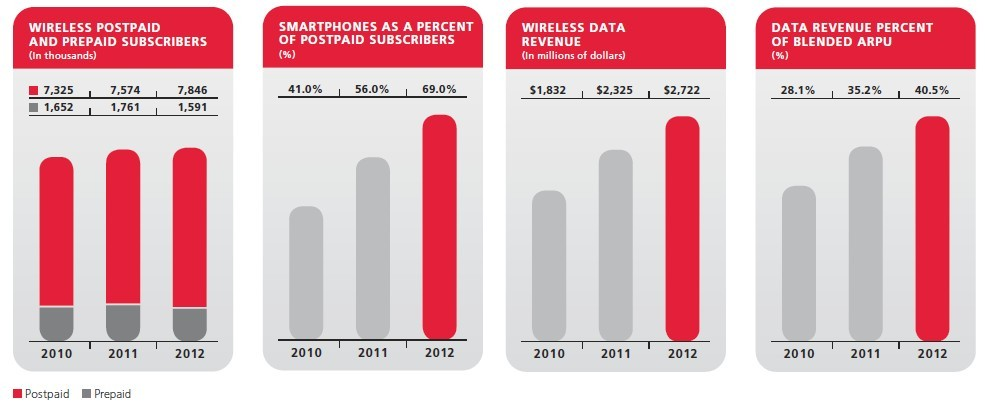 WIRELESS POSTPAID
AND PREPAID SUBSCRIBERS
(In thousands)
7,325 7,574 7,846
1,652 1,761 1,591
2010 2011 2012
SMARTPHONES AS A PERCENT
OF POSTPAID SUBSCRIBERS
(%)
41.0% 56.0% 69.0%
2010 2011 2012
WIRELESS DATA
REVENUE
(In millions of dollars)
$1,832 $2,325 $2,722
2010 2011 2012
DATA REVENUE PERCENT
OF BLENDED ARPU
(%)
28.1% 35.2% 40.5%
2010 2011 2012
Postpaid Prepaid